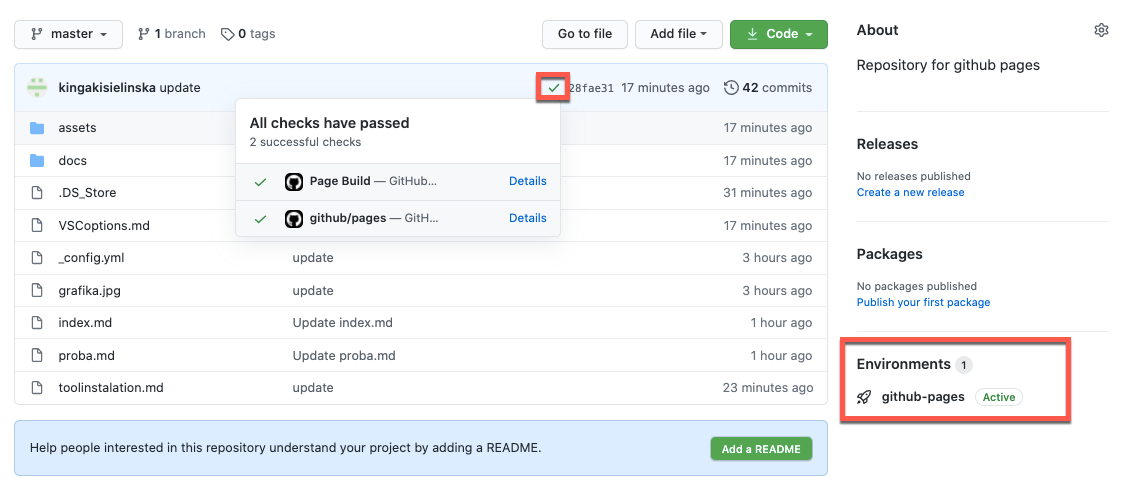 master 1 branch 0 tags Go to file Add file Code
kingakisielinska update 28fae31 17 minutes ago 42 commits
All checks have passed
2 successful checks
Page Build — GitHub... Details
github/pages — GitH... Details
assets 17 minutes ago
docs 17 minutes ago
.DS_Store 31 minutes ago
VSCoptions.md 17 minutes ago
_config.yml update 3 hours ago
grafika.jpg update 3 hours ago
index.md Update index.md 1 hour ago
proba.md Update proba.md 1 hour ago
toolinstalation.md update 23 minutes ago
Help people interested in this repository understand your project by adding a README. Add a README
About
Repository for github pages
Releases
No releases published
Create a new release
Packages
No packages published
Publish your first package
Environments 1
github-pages Active